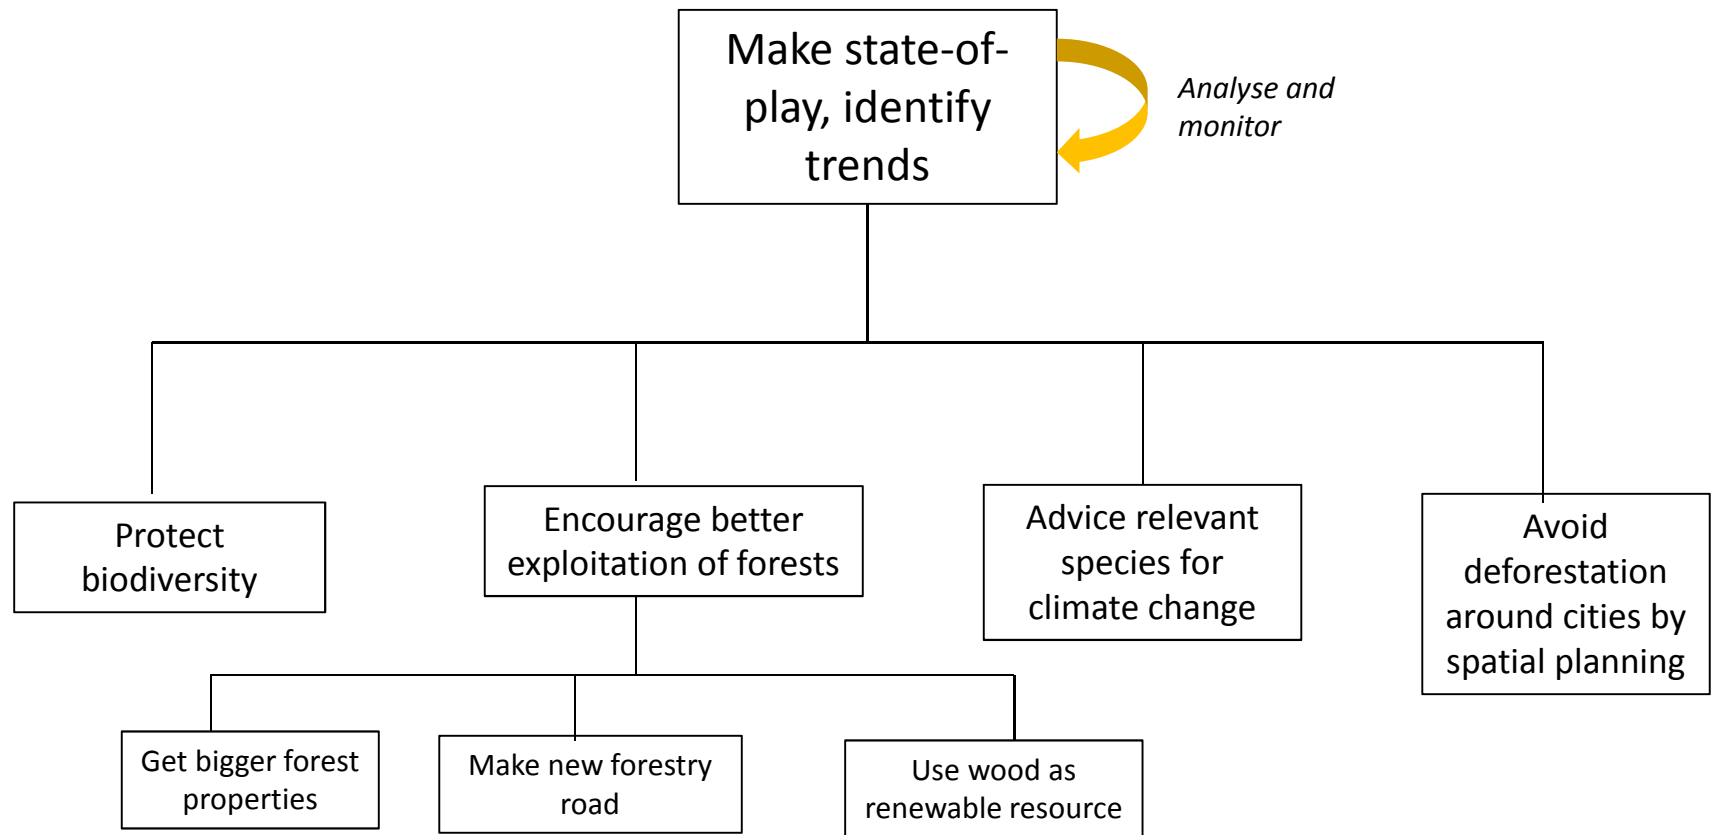 Make state-of-
play, identify
trends
Analyse and
monitor
Protect
biodiversity
Encourage better
exploitation of forests
Advice relevant
species for
climate change
Avoid
deforestation
around cities by
spatial planning
Get bigger forest
properties
Make new forestry
road
Use wood as
renewable resource